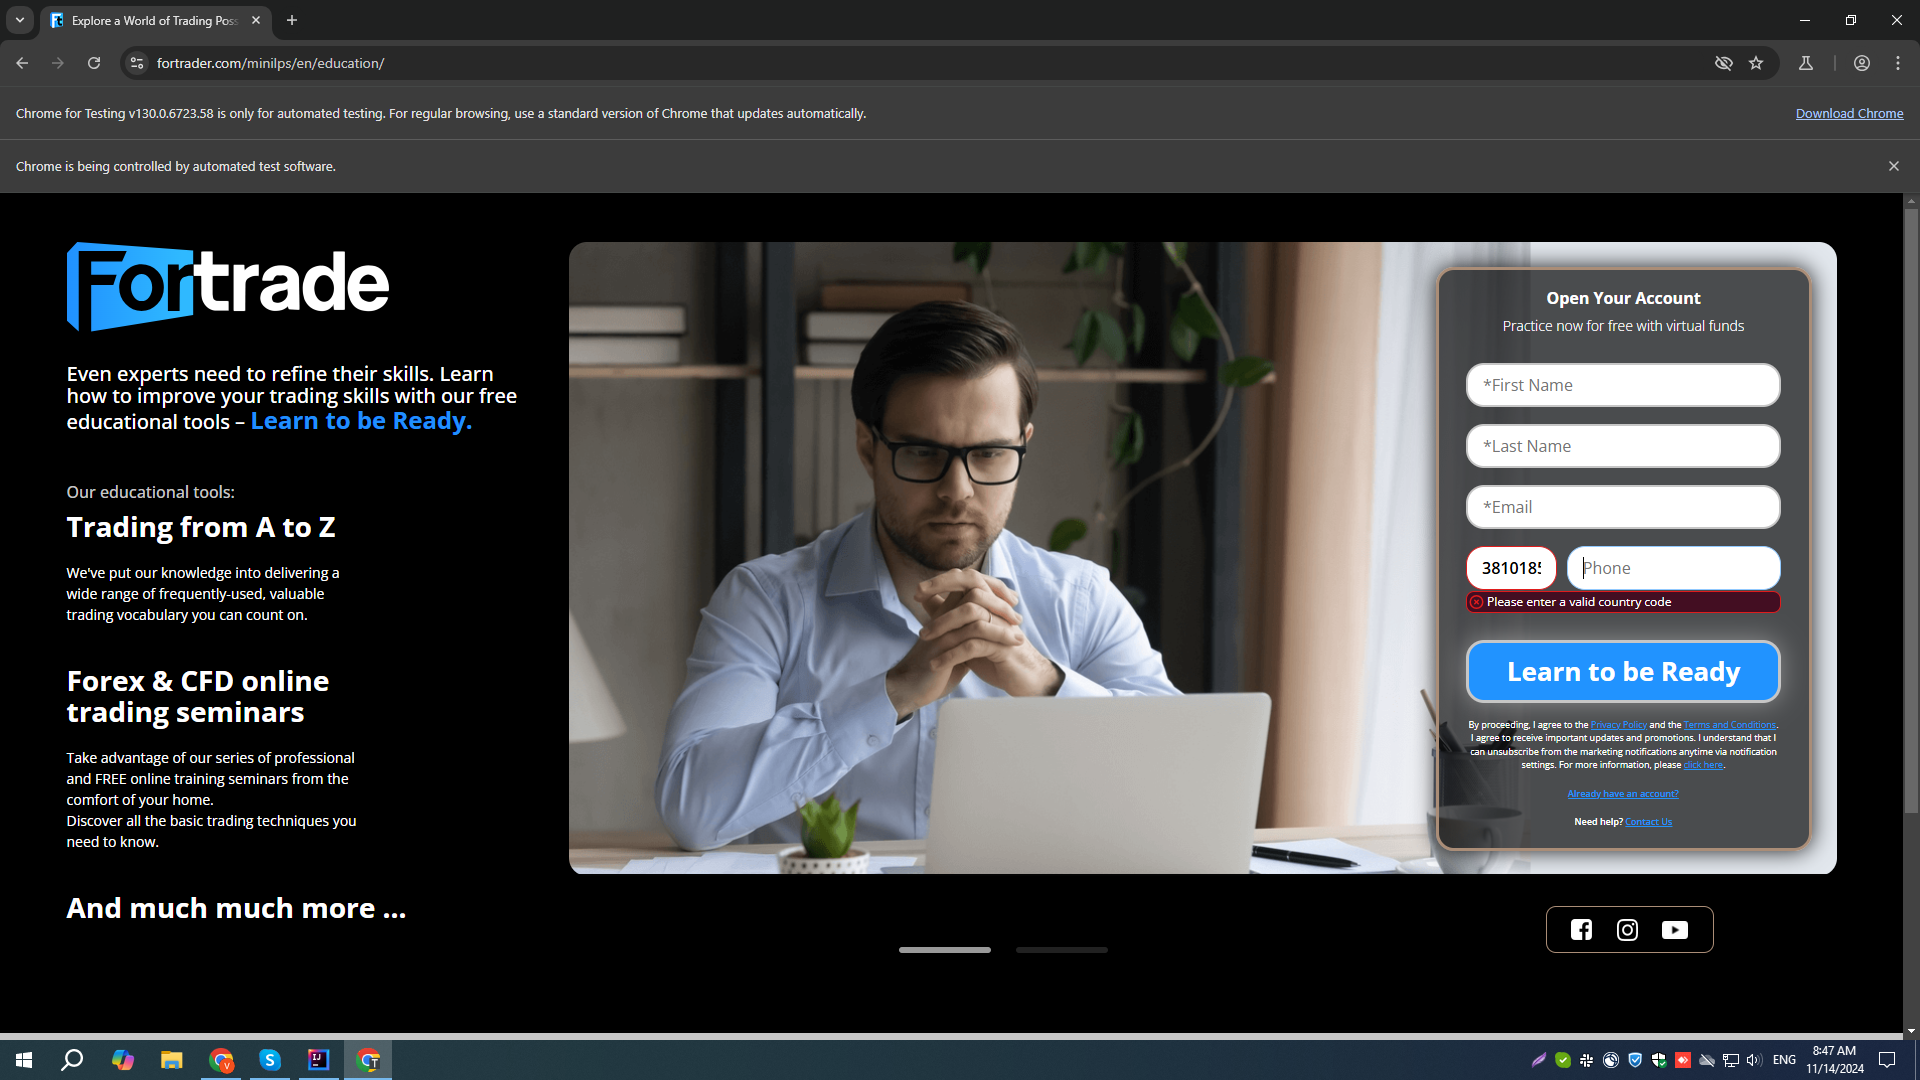 Explore a World of Trading Poss
fortrader.com/minilps/en/education/
Chrome for Testing v130.0.6723.58 is only for automated testing. For regular browsing, use a standard version of Chrome that updates automatically.
Download Chrome
Chrome is being controlled by automated test software.
Fortrade
Even experts need to refine their skills. Learn
how to improve your trading skills with our free
educational tools – Learn to be Ready.
Our educational tools:
Trading from A to Z
We've put our knowledge into delivering a
wide range of frequently-used, valuable
trading vocabulary you can count on.
Forex & CFD online
trading seminars
Take advantage of our series of professional
and FREE online training seminars from the
comfort of your home.
Discover all the basic trading techniques you
need to know.
And much much more ...
Open Your Account
Practice now for free with virtual funds
*First Name
*Last Name
*Email
3810185 Phone
Please enter a valid country code
Learn to be Ready
By proceeding, I agree to the Privacy Policy and the Terms and Conditions.
I agree to receive important updates and promotions. I understand that I
can unsubscribe from the marketing notifications anytime via notification
settings. For more information, please click here.
Already have an account?
Need help? Contact Us
ENG
8:47 AM
11/14/2024